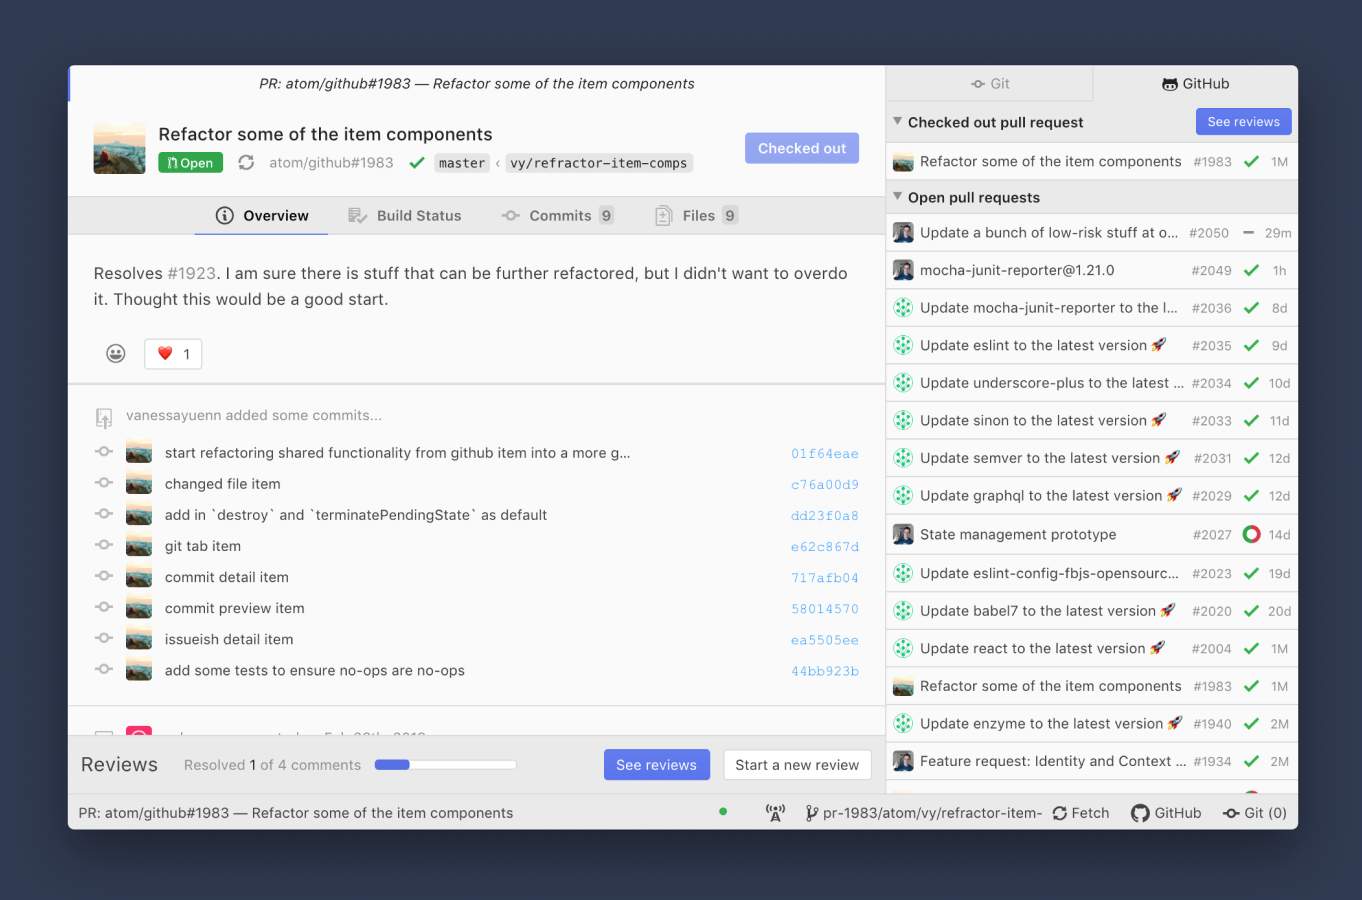 PR: atom/github#1983 — Refactor some of the item components
Refactor some of the item components
Open
atom/github#1983
master ‹ vy/refractor-item-comps
Checked out
Overview
Build Status
Commits 9
Files 9
Resolves #1923. I am sure there is stuff that can be further refactored, but I didn't want to overdo
it. Thought this would be a good start.
1
vanessayuenn added some commits...
start refactoring shared functionality from github item into a more g... 01f64eae
changed file item c76a00d9
add in `destroy` and `terminatePendingState` as default dd23f0a8
git tab item e62c867d
commit detail item 717afb04
commit preview item 58014570
issueish detail item ea5505ee
add some tests to ensure no-ops are no-ops 44bb923b
Reviews
Resolved 1 of 4 comments
See reviews
Start a new review
Git
GitHub
Checked out pull request
See reviews
Refactor some of the item components #1983 1M
Open pull requests
Update a bunch of low-risk stuff at o... #2050 29m
mocha-junit-reporter@1.21.0 #2049 1h
Update mocha-junit-reporter to the l... #2036 8d
Update eslint to the latest version 🚀 #2035 9d
Update underscore-plus to the latest ... #2034 10d
Update sinon to the latest version 🚀 #2033 11d
Update semver to the latest version 🚀 #2031 12d
Update graphql to the latest version 🚀 #2029 12d
State management prototype #2027 14d
Update eslint-config-fbjs-opensourc... #2023 19d
Update babel7 to the latest version 🚀 #2020 20d
Update react to the latest version 🚀 #2004 1M
Refactor some of the item components #1983 1M
Update enzyme to the latest version 🚀 #1940 2M
Feature request: Identity and Context ... #1934 2M
PR: atom/github#1983 — Refactor some of the item components
pr-1983/atom/vy/refractor-item-
Fetch
GitHub
Git (0)